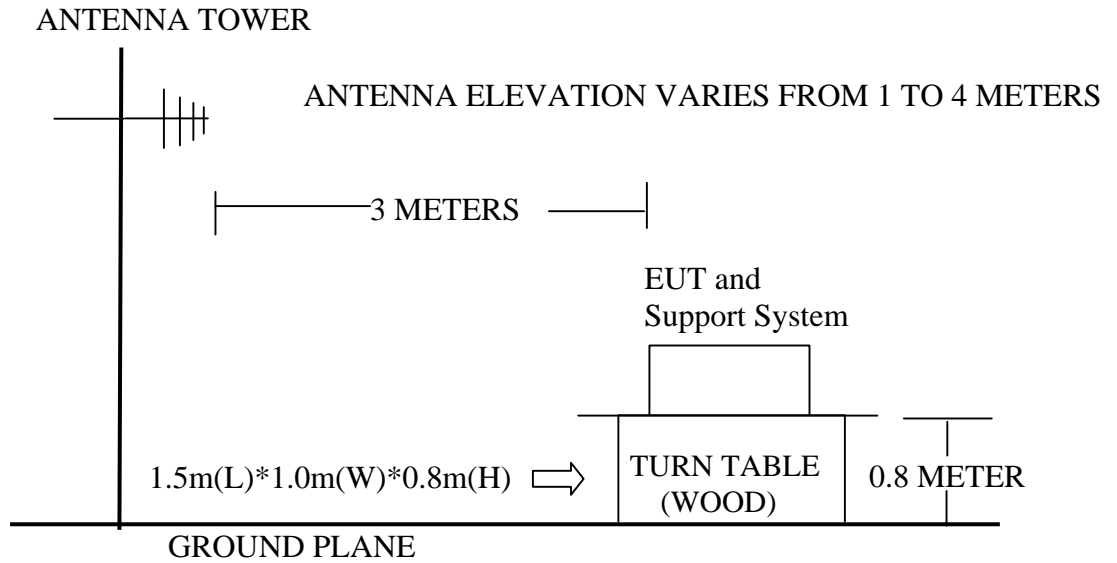 ANTENNA TOWER
ANTENNA ELEVATION VARIES FROM 1 TO 4 METERS
3 METERS
EUT and
Support System
1.5m(L)*1.0m(W)*0.8m(H)
TURN TABLE
(WOOD)
0.8 METER
GROUND PLANE